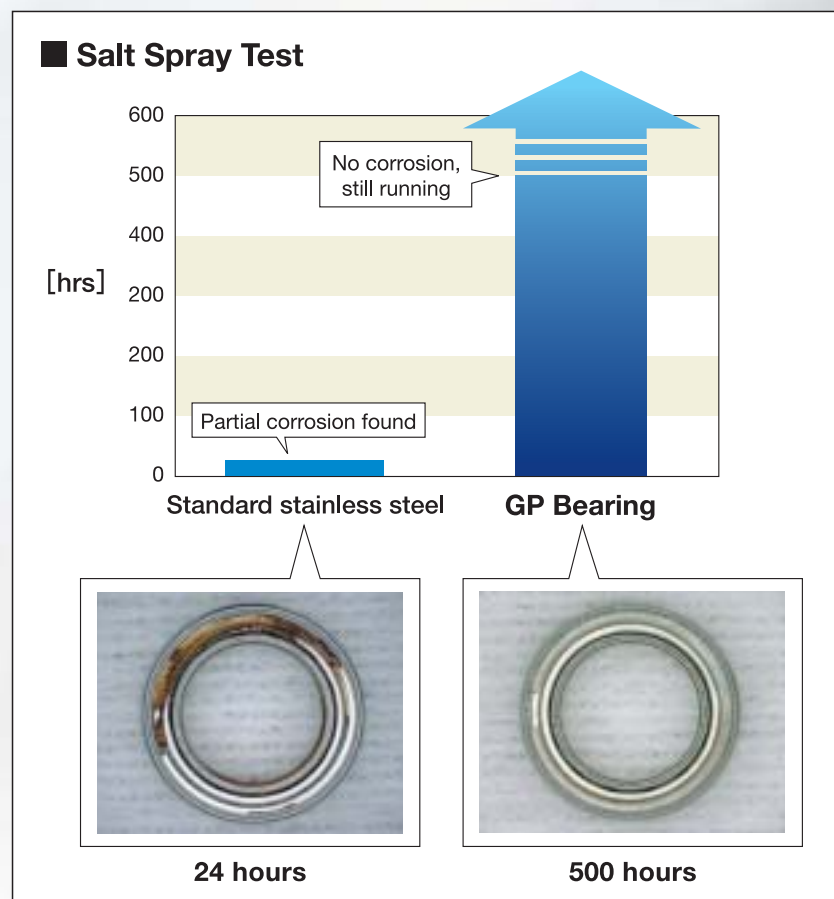 ■ Salt Spray Test
600
500
400
200
200
100
0
[hrs]
No corrosion,
still running
Partial corrosion found
Standard stainless steel
GP Bearing
24 hours
500 hours